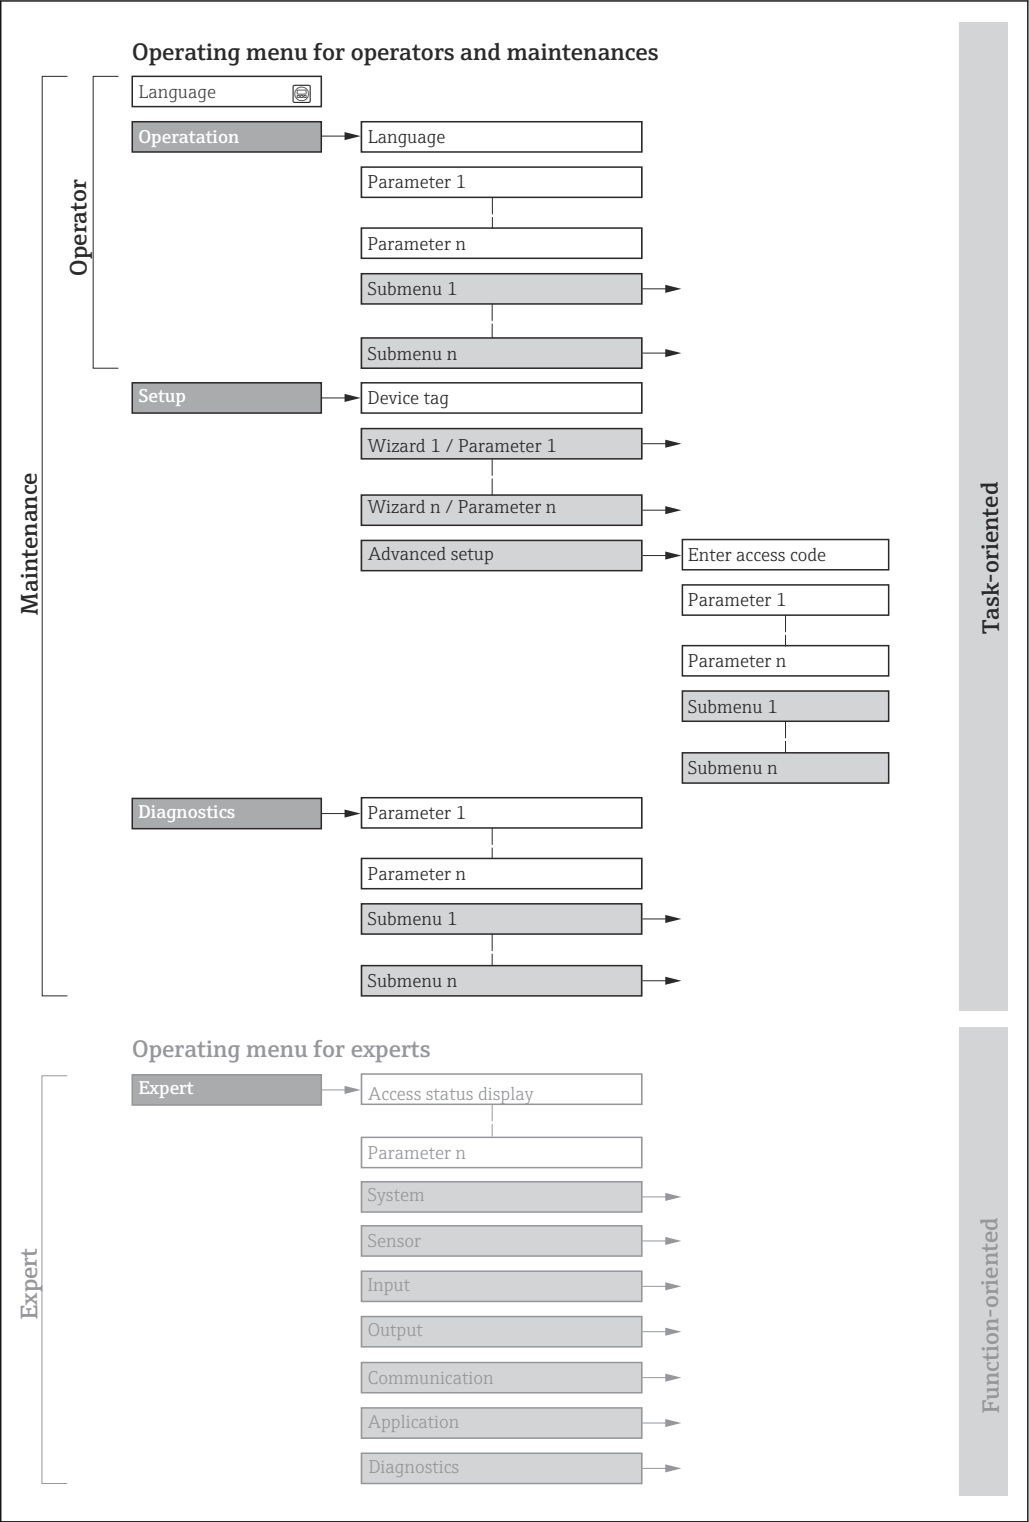 Operating menu for operators and maintenances
Language
Operatation
Language
Parameter 1
Parameter n
Submenu 1
Submenu n
Operator
Setup
Device tag
Wizard 1 / Parameter 1
Wizard n / Parameter n
Advanced setup
Enter access code
Parameter 1
Parameter n
Submenu 1
Submenu n
Maintenance
Task-oriented
Diagnostics
Parameter 1
Parameter n
Submenu 1
Submenu n
Operating menu for experts
Expert
Access status display
Parameter n
System
Sensor
Input
Output
Communication
Application
Diagnostics
Expert
Function-oriented